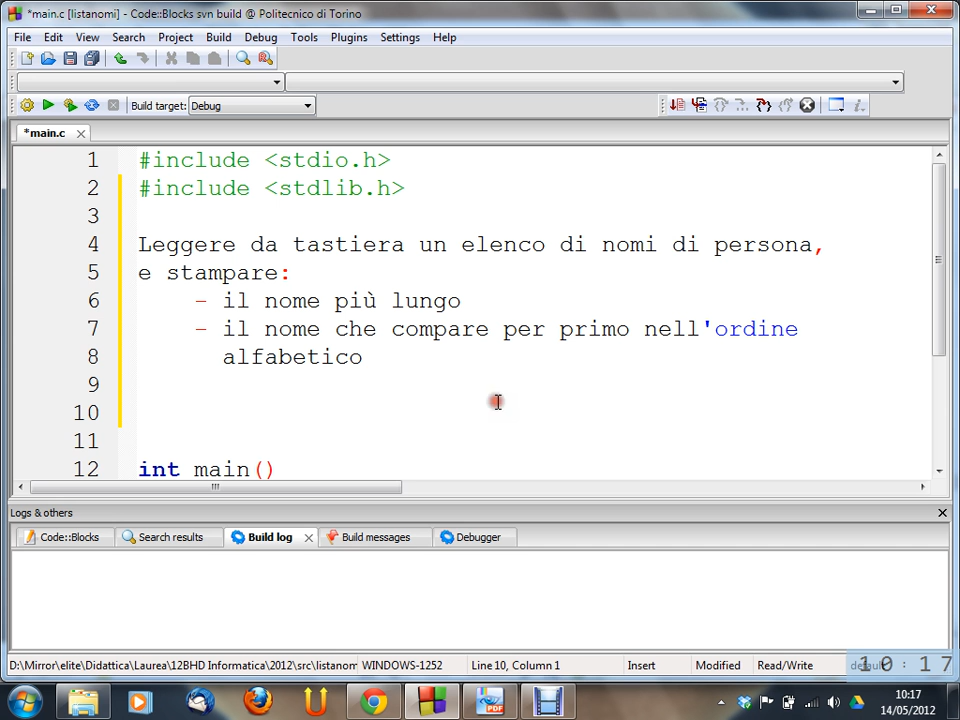 *main.c [listanomi] - Code::Blocks svn build @ Politecnico di Torino
File Edit View Search Project Build Debug Tools Plugins Settings Help
Build target: Debug
*main.c
1 #include <stdio.h>
2 #include <stdlib.h>
3
4 Leggere da tastiera un elenco di nomi di persona,
5 e stampare:
6 - il nome più lungo
7 - il nome che compare per primo nell'ordine
8 alfabetico
9
10
11
12 int main()
Logs & others
Code::Blocks Search results Build log Build messages Debugger
D:\Mirror\elite\Didattica\Laurea\12BHD Informatica\2012\src\listanom WINDOWS-1252 Line 10, Column 1 Insert Modified Read/Write default
10:17
PDF
10:17
14/05/2012